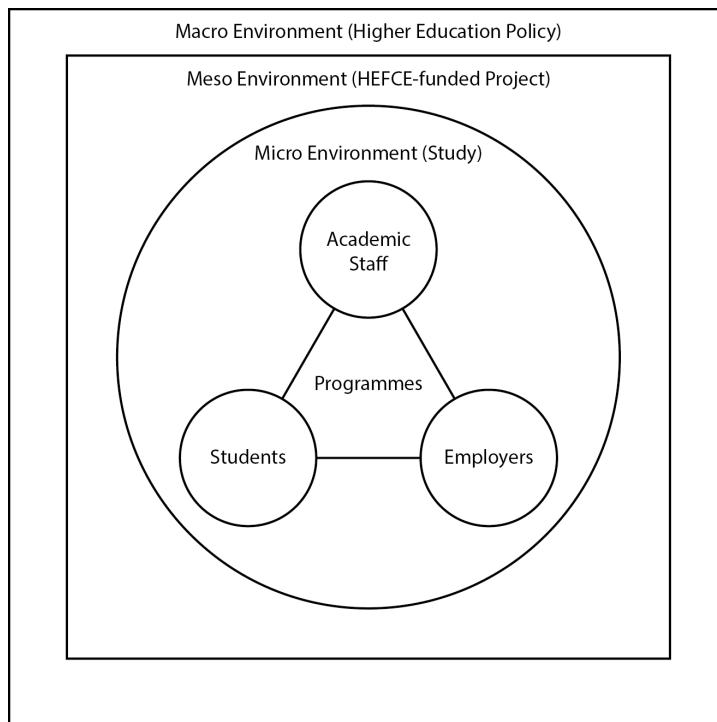 Macro Environment (Higher Education Policy)
Meso Environment (HEFCE-funded Project)
Micro Environment (Study)
Academic
Staff
Programmes
Students
Employers